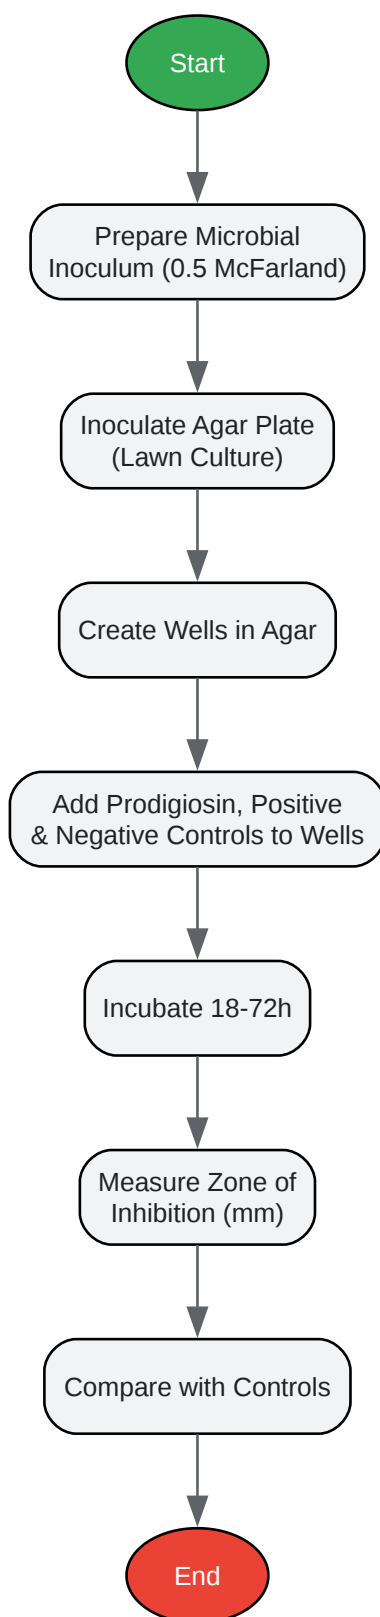 Start
Prepare Microbial
Inoculum (0.5 McFarland)
Inoculate Agar Plate
(Lawn Culture)
Create Wells in Agar
Add Prodigiosin, Positive
& Negative Controls to Wells
Incubate 18-72h
Measure Zone of
Inhibition (mm)
Compare with Controls
End